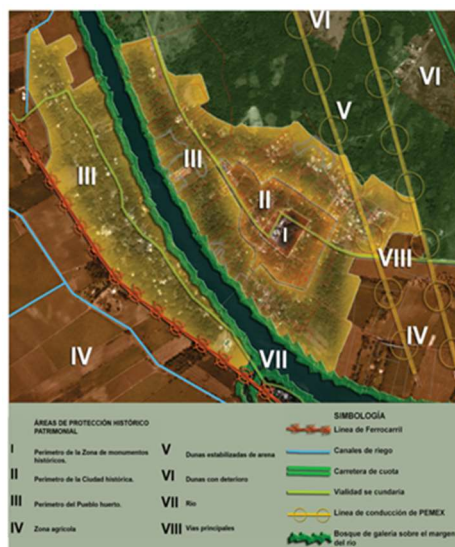 VI
VI
V
III
III
II
I
VIII
IV
IV
VII
ÁREAS DE PROTECCIÓN HISTÓRICO
PATRIMONIAL
I Perímetro de la Zona de monumentos
históricos.
II Perímetro de la Ciudad histórica.
III Perímetro del Pueblo huerto.
IV Zona agrícola
V Dunas estabilizadas de arena
VI Dunas con deterioro
VII Río
VIII Vías principales
SIMBOLOGÍA
Línea de Ferrocarril
Canales de riego
Carretera de cuota
Vialidad se cundaria
Línea de conducción de PEMEX
Bosque de galería sobre el margen
del río